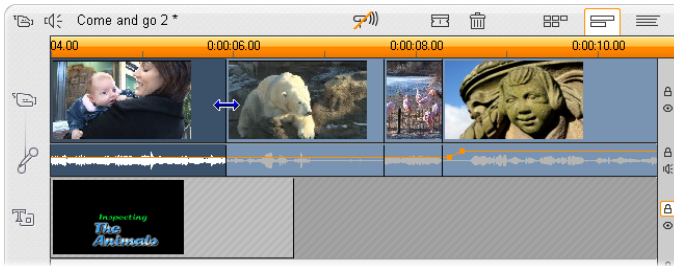 Come and go 2 *
04.00 0:00:06.00 0:00:08.00 0:00:10.00
Inspecting
The
Animals
T